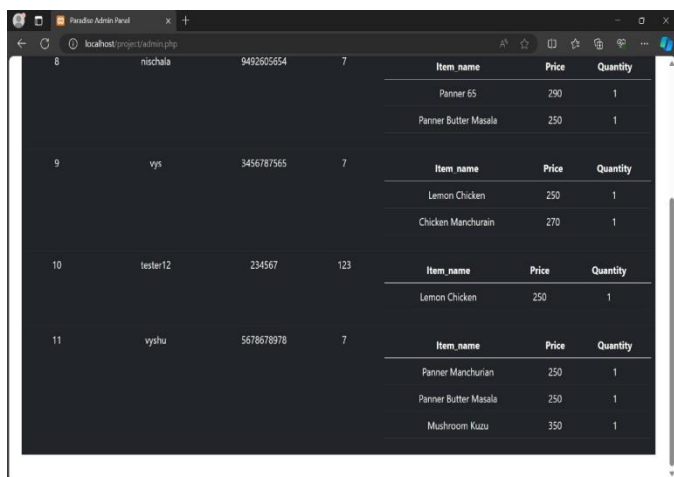 Paradise Admin Panel
localhost/project/admin.php
8 nischala 9492605654 7 Item_name Price Quantity
Panner 65 290 1
Panner Butter Masala 250 1
9 vys 3456787565 7 Item_name Price Quantity
Lemon Chicken 250 1
Chicken Manchurain 270 1
10 tester12 234567 123 Item_name Price Quantity
Lemon Chicken 250 1
11 vyshu 5678678978 7 Item_name Price Quantity
Panner Manchurian 250 1
Panner Butter Masala 250 1
Mushroom Kuzu 350 1